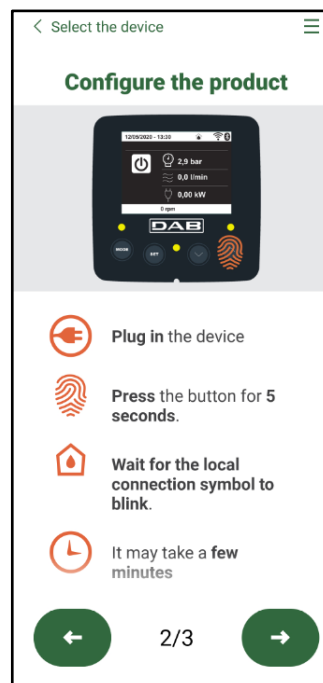 Select the device
Configure the product
12/05/2020 - 13:30
2,9 bar
0,0 l/min
0,00 kW
0 rpm
DAB
MODE
SET
Plug in the device
Press the button for 5
seconds.
Wait for the local
connection symbol to
blink.
It may take a few
minutes
2/3